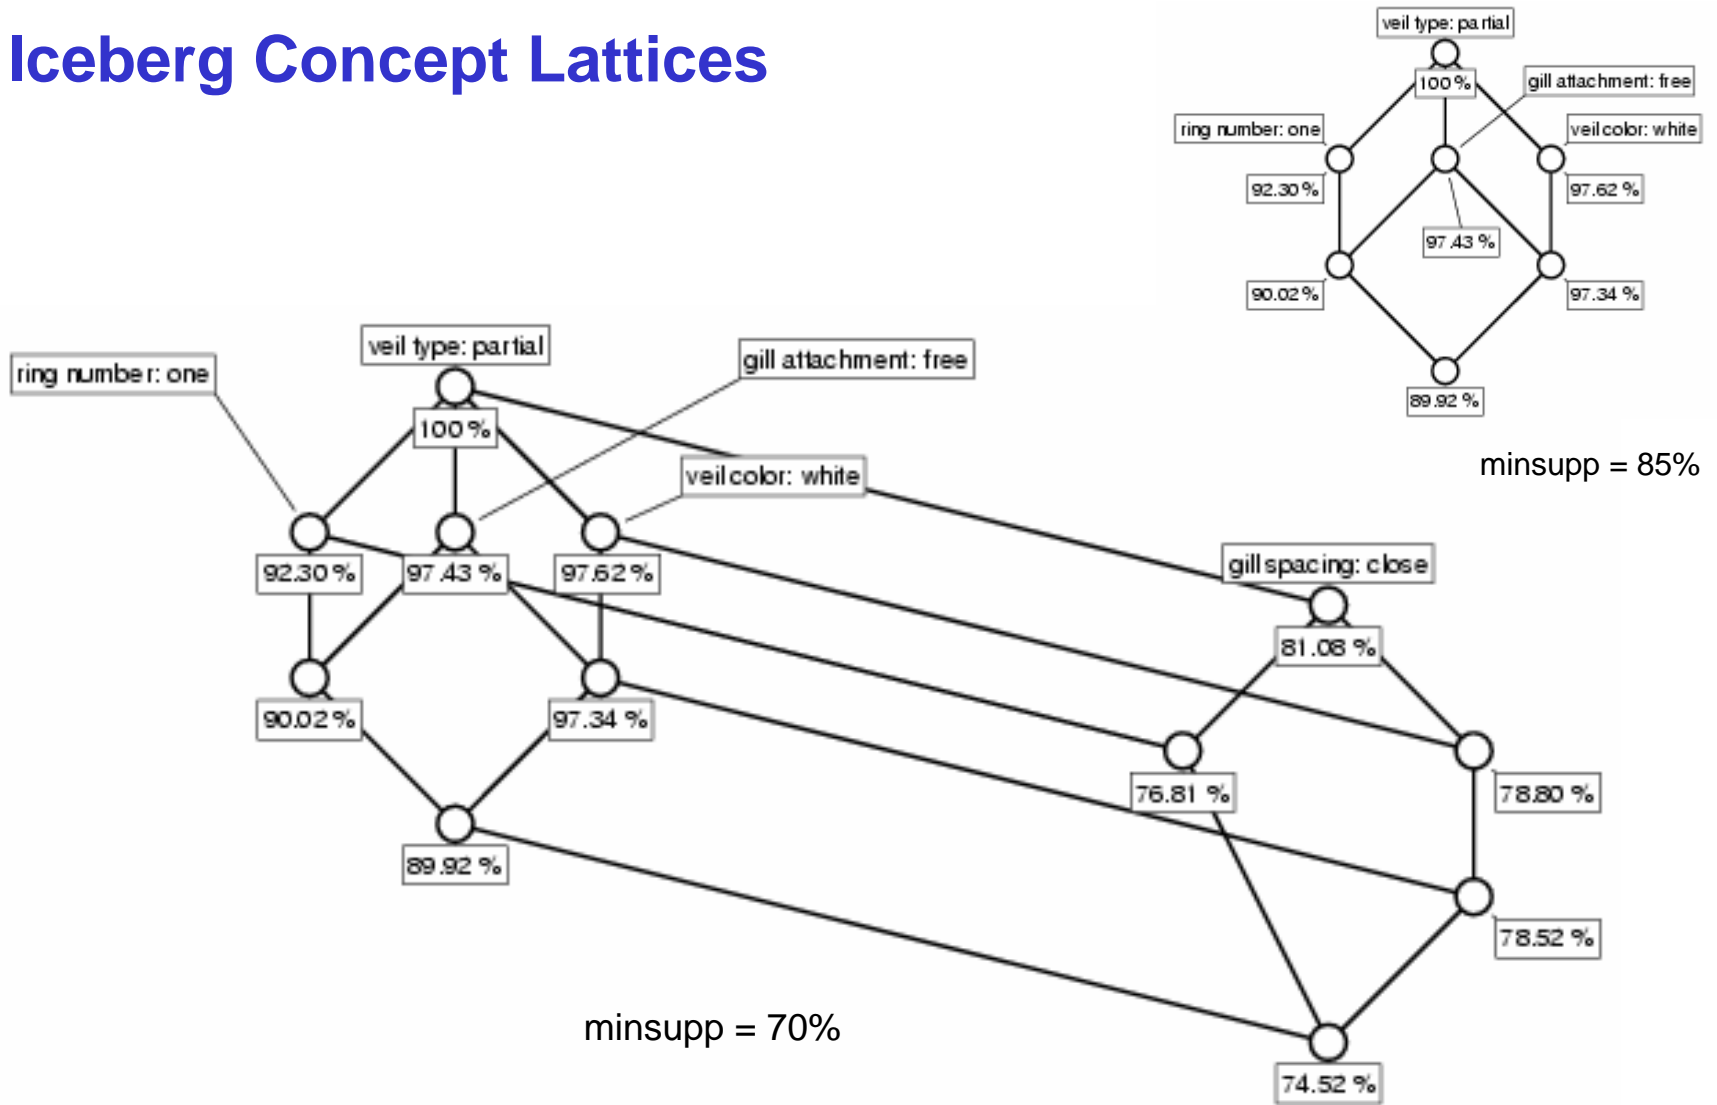 Iceberg Concept Lattices
veil type: partial
100 %
gill attachment: free
ring number: one
veil color: white
92.30 %
97.62 %
97.43 %
90.02 %
97.34 %
89.92 %
minsupp = 85%
veil type: partial
ring number: one
gill attachment: free
100 %
veil color: white
92.30 %
97.43 %
97.62 %
gill spacing: close
81.08 %
90.02 %
97.34 %
76.81 %
78.80 %
89.92 %
78.52 %
minsupp = 70%
74.52 %